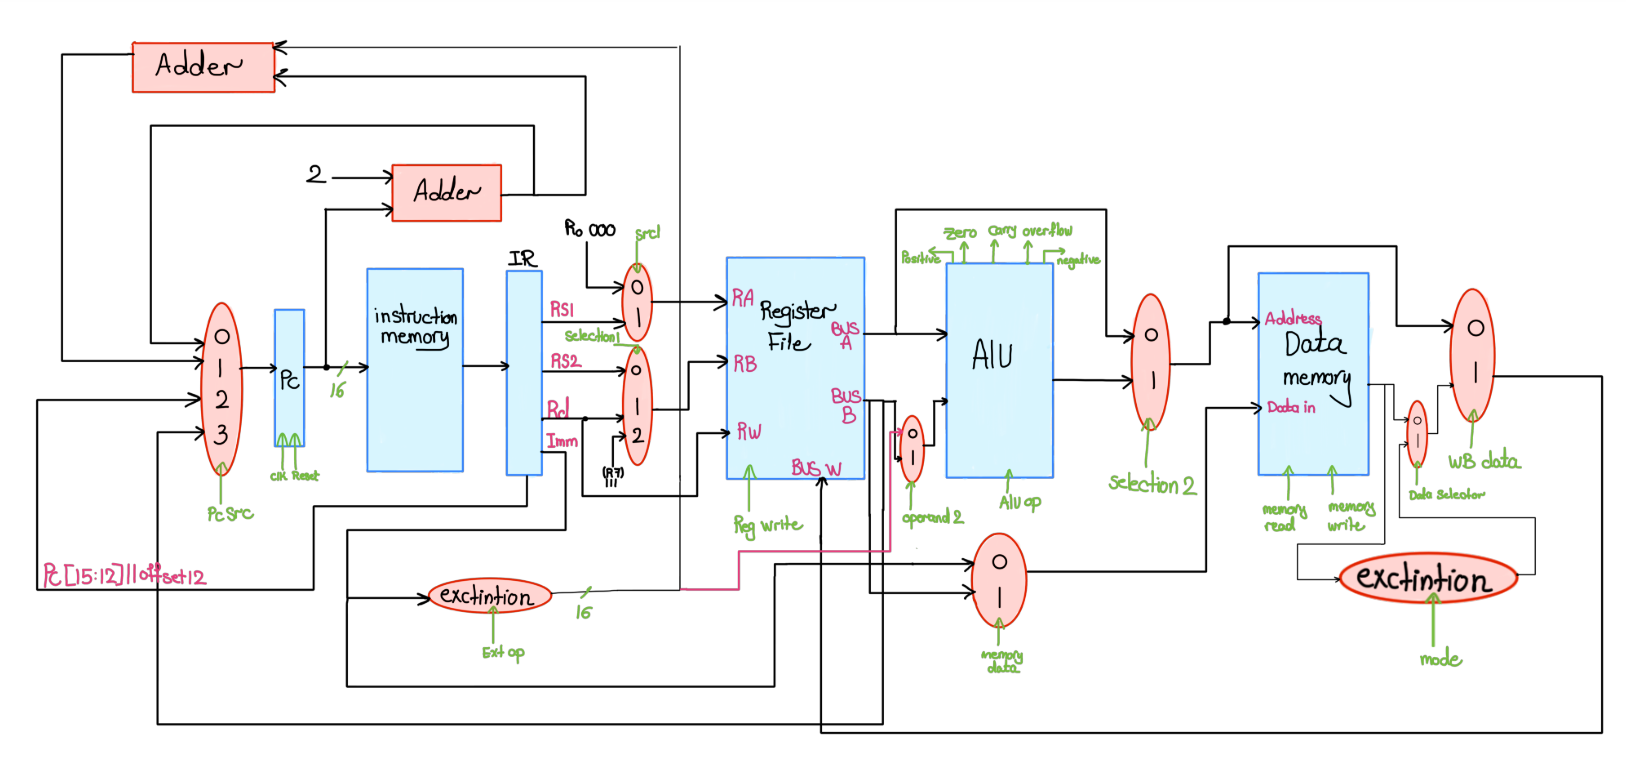 Adder
2
Adder
R₀ 000
src1
IR
0
1
2
3
PC
16
clk
Reset
PC Src
instruction
memory
RS1
RS2
Rd
Imm
0
1
Selection1
0
1
2
(R7)
111
RA
RB
RW
Register
File
BUS
A
BUS
B
BUS W
Reg write
0
1
operand 2
Positive
Zero
Carry
overflow
negative
AlU
Alu op
0
1
Selection 2
Address
Data
memory
Data in
memory
read
memory
write
0
1
Data Selector
0
1
WB data
PC [15:12] || offset12
exctintion
16
Ext op
0
1
memory
data
exctintion
mode